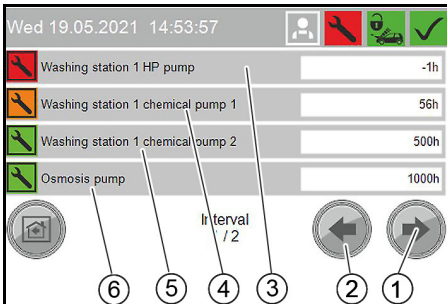 Wed 19.05.2021 14:53:57
Washing station 1 HP pump -1h
Washing station 1 chemical pump 1 56h
Washing station 1 chemical pump 2 500h
Osmosis pump 1000h
Interval
/ 2
6 5 4 3 2 1